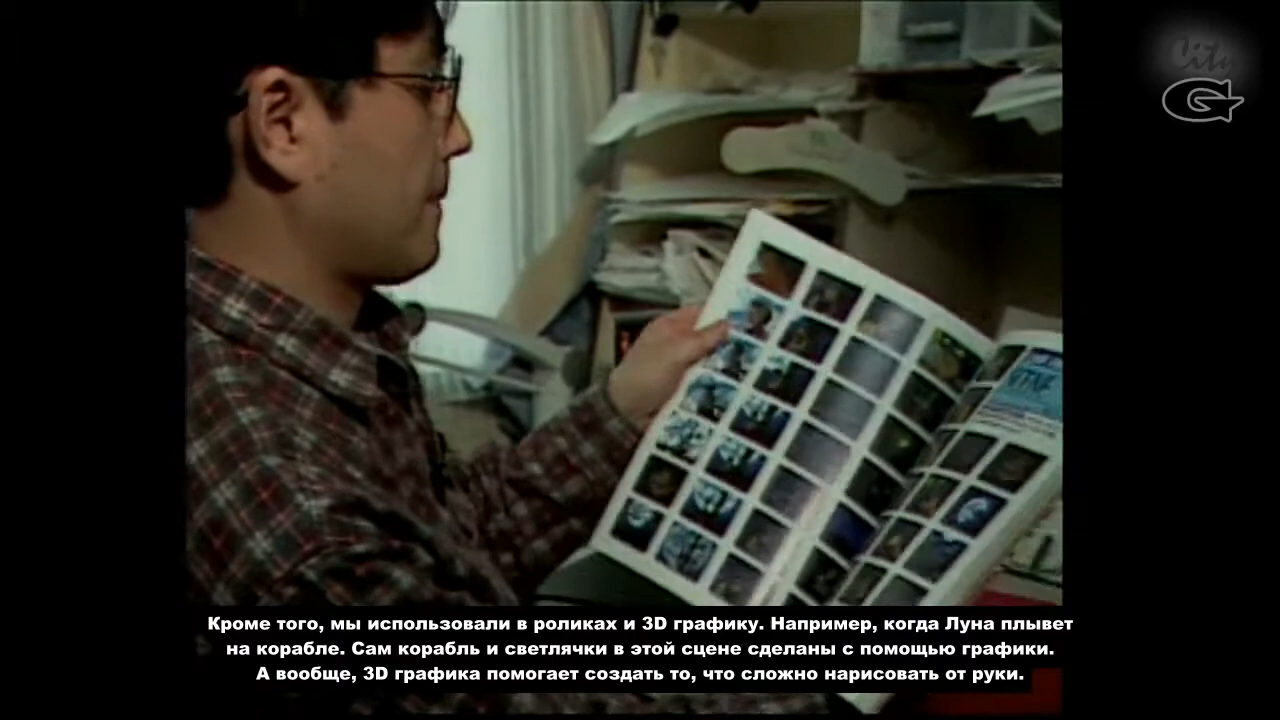 City
Кроме того, мы использовали в роликах и 3D графику. Например, когда Луна плывет
на корабле. Сам корабль и светлячки в этой сцене сделаны с помощью графики.
А вообще, 3D графика помогает создать то, что сложно нарисовать от руки.